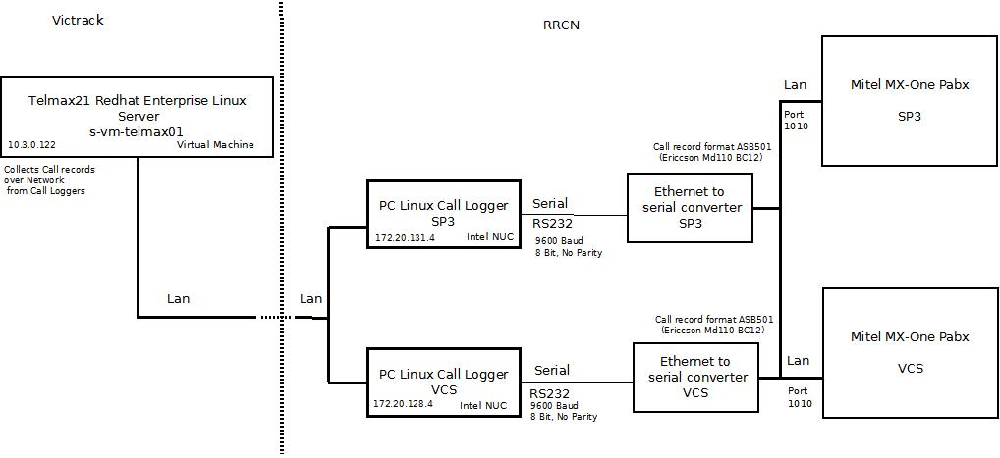 Victrack
RRCN
Telmax21 Redhat Enterprise Linux
Server
s-vm-telmax01
10.3.0.122
Virtual Machine
Collects Call records
over Network
from Call Loggers
Lan
Lan
PC Linux Call Logger
SP3
172.20.131.4
Intel NUC
Serial
RS232
9600 Baud
8 Bit, No Parity
Call record format ASB501
(Ericcson Md110 BC12)
Ethernet to
serial converter
SP3
Lan
Port
1010
Mitel MX-One Pabx
SP3
PC Linux Call Logger
VCS
172.20.128.4
Intel NUC
Serial
RS232
9600 Baud
8 Bit, No Parity
Call record format ASB501
(Ericcson Md110 BC12)
Ethernet to
serial converter
VCS
Lan
Port
1010
Mitel MX-One Pabx
VCS